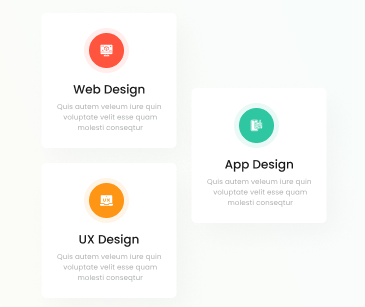 Web Design
Quis autem veleum iure quin
voluptate velit esse quam
molesti conseqtur
App Design
Quis autem veleum iure quin
voluptate velit esse quam
molesti conseqtur
UX
UX Design
Quis autem veleum iure quin
voluptate velit esse quam
molesti conseqtur